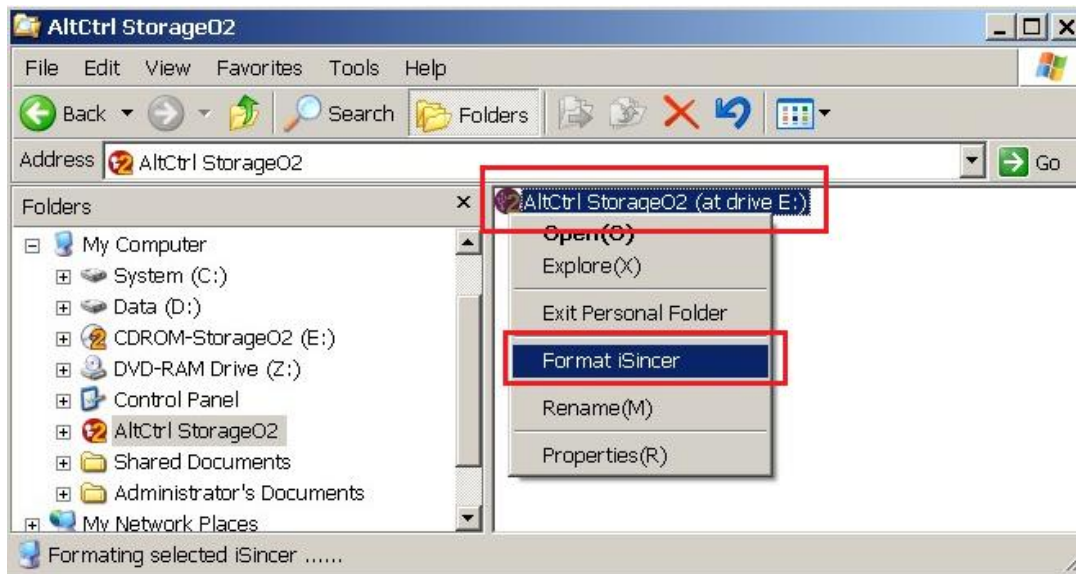 AltCtrl StorageO2
File Edit View Favorites Tools Help
Back Search Folders
Address AltCtrl StorageO2 Go
Folders
My Computer
System (C:)
Data (D:)
CDROM-StorageO2 (E:)
DVD-RAM Drive (Z:)
Control Panel
AltCtrl StorageO2
Shared Documents
Administrator's Documents
My Network Places
AltCtrl StorageO2 (at drive E:)
Open(O)
Explore(X)
Exit Personal Folder
Format iSincer
Rename(M)
Properties(R)
Formating selected iSincer ......